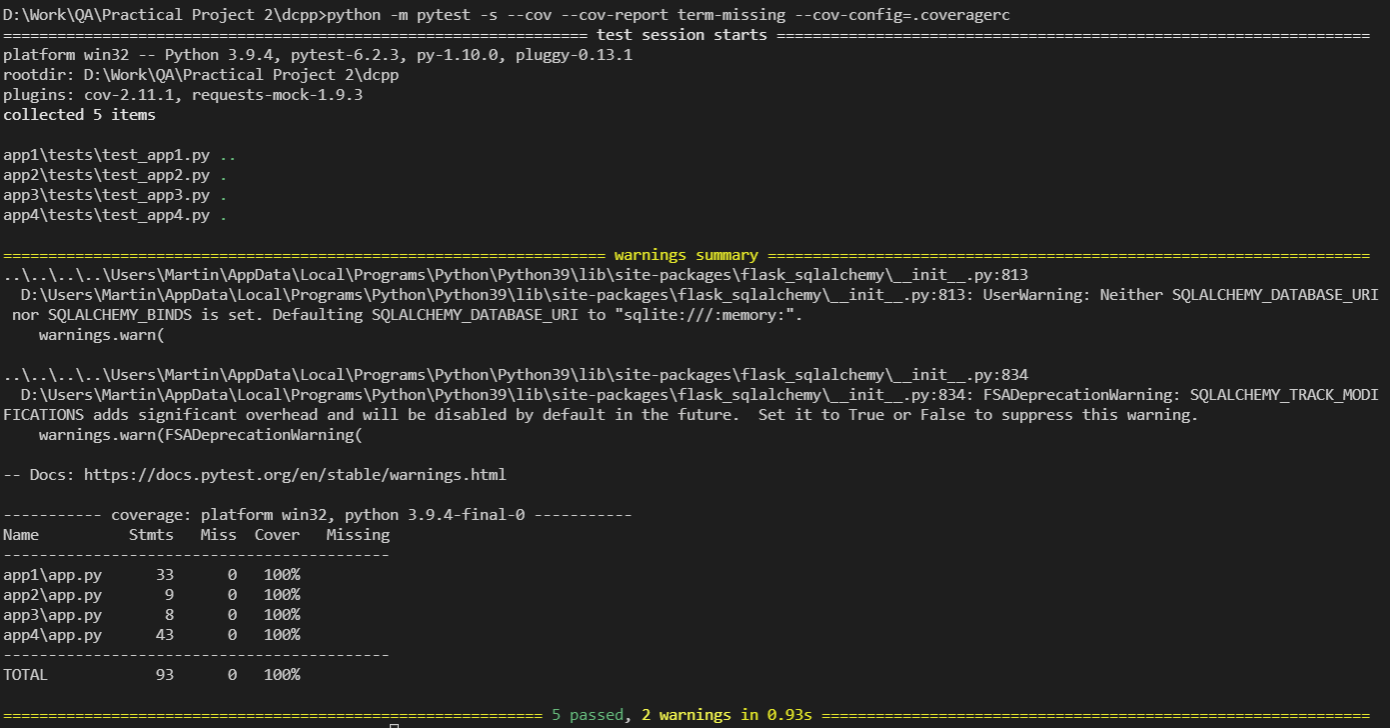 D:\Work\QA\Practical Project 2\dcpp>python -m pytest -s --cov --cov-report term-missing --cov-config=.coveragerc
================================================================= test session starts ==================================================================
platform win32 -- Python 3.9.4, pytest-6.2.3, py-1.10.0, pluggy-0.13.1
rootdir: D:\Work\QA\Practical Project 2\dcpp
plugins: cov-2.11.1, requests-mock-1.9.3
collected 5 items
app1\tests\test_app1.py ..
app2\tests\test_app2.py .
app3\tests\test_app3.py .
app4\tests\test_app4.py .
=================================================================== warnings summary ===================================================================
..\..\..\..\Users\Martin\AppData\Local\Programs\Python\Python39\lib\site-packages\flask_sqlalchemy\__init__.py:813
  D:\Users\Martin\AppData\Local\Programs\Python\Python39\lib\site-packages\flask_sqlalchemy\__init__.py:813: UserWarning: Neither SQLALCHEMY_DATABASE_URI
 nor SQLALCHEMY_BINDS is set. Defaulting SQLALCHEMY_DATABASE_URI to "sqlite:///:memory:".
    warnings.warn(
..\..\..\..\Users\Martin\AppData\Local\Programs\Python\Python39\lib\site-packages\flask_sqlalchemy\__init__.py:834
  D:\Users\Martin\AppData\Local\Programs\Python\Python39\lib\site-packages\flask_sqlalchemy\__init__.py:834: FSADeprecationWarning: SQLALCHEMY_TRACK_MODI
FICATIONS adds significant overhead and will be disabled by default in the future.  Set it to True or False to suppress this warning.
    warnings.warn(FSADeprecationWarning(
-- Docs: https://docs.pytest.org/en/stable/warnings.html
----------- coverage: platform win32, python 3.9.4-final-0 -----------
Name          Stmts   Miss  Cover   Missing
-------------------------------------------
app1\app.py      33      0   100%
app2\app.py       9      0   100%
app3\app.py       8      0   100%
app4\app.py      43      0   100%
-------------------------------------------
TOTAL            93      0   100%
============================================================ 5 passed, 2 warnings in 0.93s =============================================================